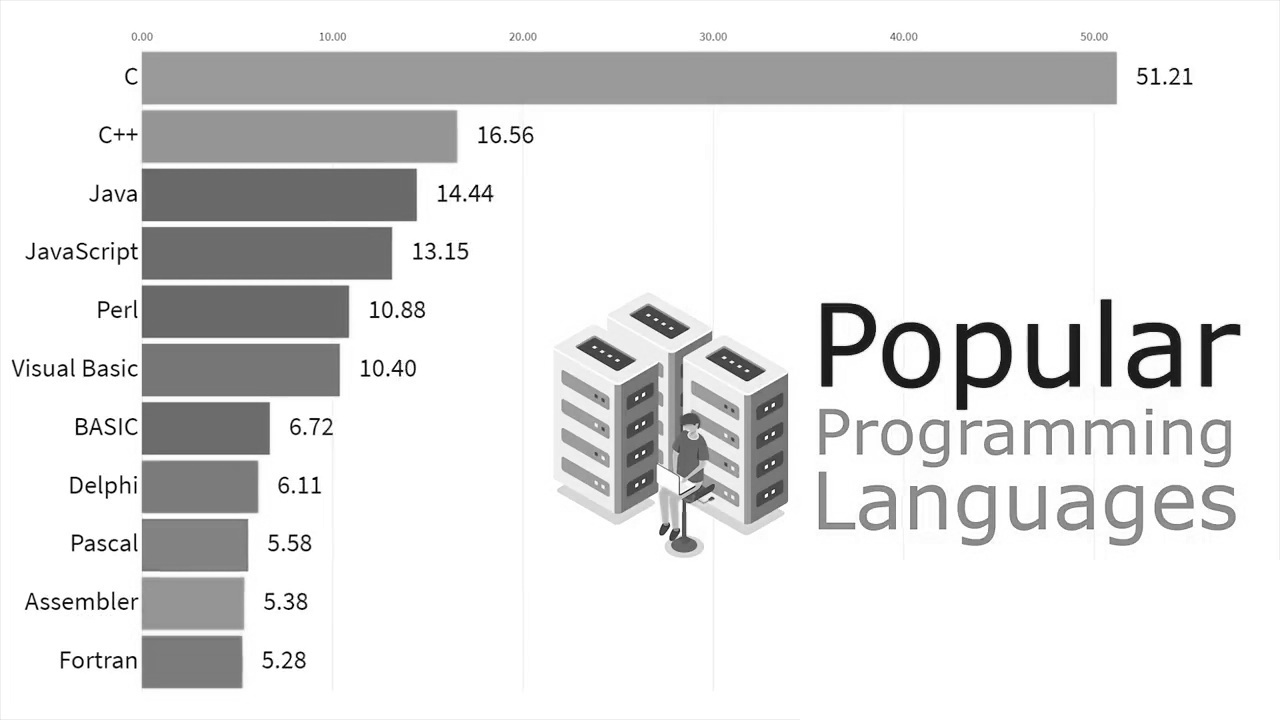 0.00 10.00 20.00 30.00 40.00 50.00
C 51.21
C++ 16.56
Java 14.44
JavaScript 13.15
Perl 10.88
Visual Basic 10.40
BASIC 6.72
Delphi 6.11
Pascal 5.58
Assembler 5.38
Fortran 5.28
Popular
Programming
Languages